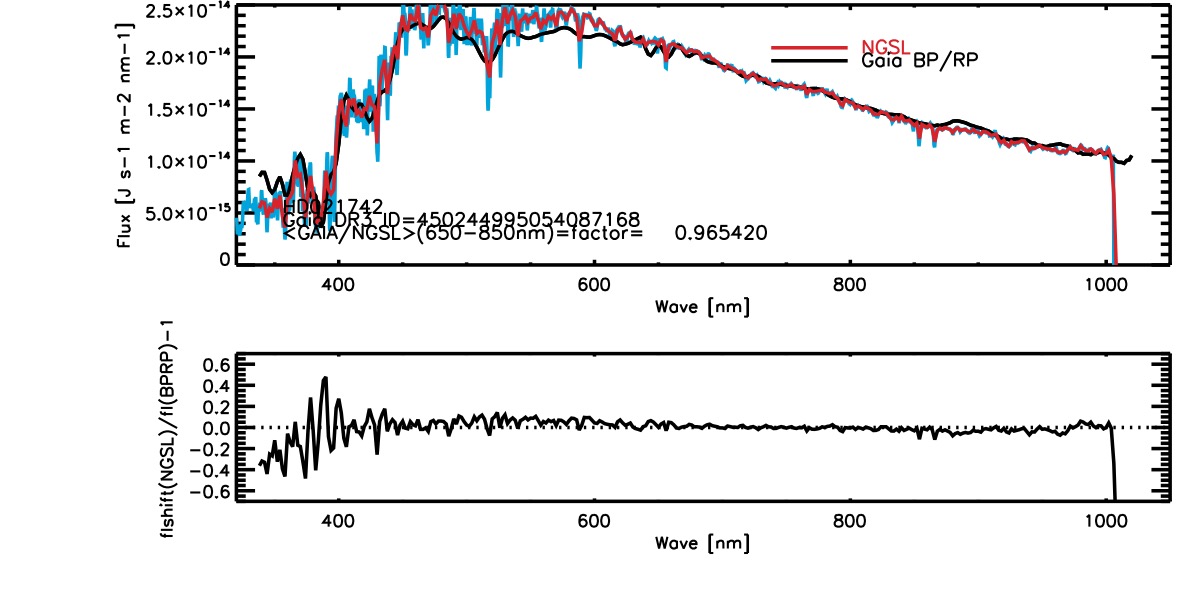 2.5×10−14
2.0×10−14
1.5×10−14
1.0×10−14
5.0×10−15
0
Flux [J s−1 m−2 nm−1]
NGSL
Gaia BP/RP
HD021742
Gaia DR3 ID=450244995054087168
<GAIA/NGSL>(650−850nm)=factor= 0.965420
400 600 800 1000
Wave [nm]
flshift(NGSL)/fl(BPRP)−1
0.6
0.4
0.2
0.0
−0.2
−0.4
−0.6
400 600 800 1000
Wave [nm]